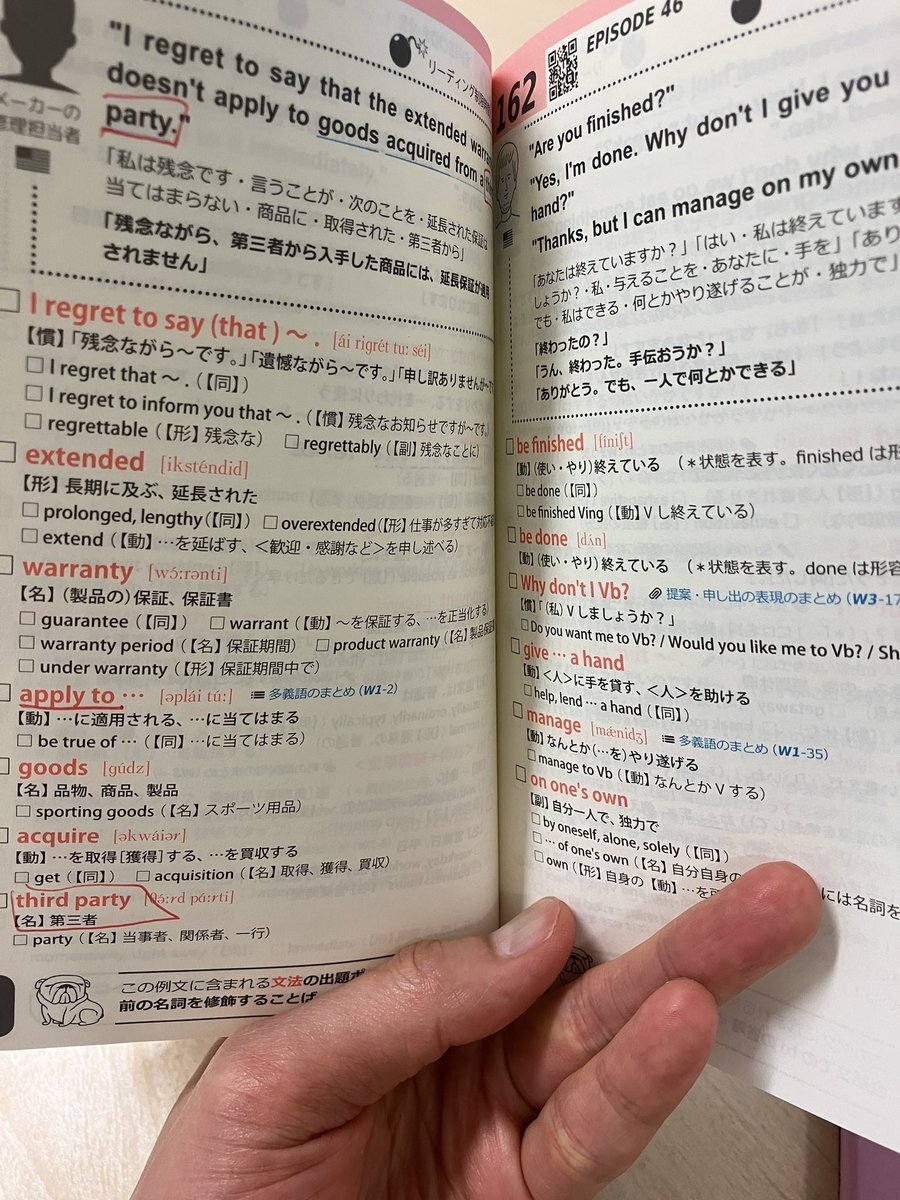 リーディング
メーカーの
"I regret to say that the extended
doesn't apply to goods acquired from a
party."
「私は残念です・言うことが・次のことを・延長された保証は
当てはまらない・商品に・取得された・第三者から」
「残念ながら、第三者から入手した商品には、延長保証が適用
されません」
I regret to say (that) ～ . [ái riɡrét tu: séi]
【慣】「残念ながら～です。」「遺憾ながら～です。」「申し訳ありませんが～です
□ I regret that ～ .（【同】）
□ I regret to inform you that ～ .（【慣】残念なお知らせですが～です。
□ regrettable（【形】残念な） □ regrettably（【副】残念なことに）
extended [iksténdid]
【形】長期に及ぶ、延長された
□ prolonged, lengthy（【同】） □ overextended（【形】仕事が多すぎて
□ extend（【動】…を延ばす、＜歓迎・感謝など＞を申し述べる）
warranty [wɔ́:rənti]
【名】（製品の）保証、保証書
□ guarantee（【同】） □ warrant（【動】～を保証する、…を正当化する）
□ warranty period（【名】保証期間） □ product warranty（【名】製品保証
□ under warranty（【形】保証期間中で）
apply to … [əplái tú:] 多義語のまとめ（W1-2）
【動】…に適用される、…に当てはまる
□ be true of …（【同】…に当てはまる）
goods [ɡúdz]
【名】品物、商品、製品
□ sporting goods（【名】スポーツ用品）
acquire [əkwáiər]
【動】…を取得［獲得］する、…を買収する
□ get（【同】） □ acquisition（【名】取得、獲得、買収）
third party [θə́:rd pá:rti]
【名】第三者
□ party（【名】当事者、関係者、一行）
この例文に含まれる文法の出題ポ
前の名詞を修飾することば
162
EPISODE 46
"Are you finished?"
"Yes, I'm done. Why don't I give you
hand?"
"Thanks, but I can manage on my own
「あなたは終えていますか？」「はい・私は終えています
しょうか？・私・与えることを・あなたに・手を」「あり
でも・私はできる・何とかやり遂げることが・独力で」
「終わったの？」
「うん、終わった。手伝おうか？」
「ありがとう。でも、一人で何とかできる」
□ be finished [fíniʃt]
【動】（使い・やり）終えている （＊状態を表す。finished は形
□ be done（【同】）
□ be finished Ving（【動】V し終えている）
□ be done [dʌ́n]
【動】（使い・やり）終えている （＊状態を表す。done は形容
□ Why don't I Vb? 提案・申し出の表現のまとめ（W3-17
【慣】「（私）V しましょうか？」
□ Do you want me to Vb? / Would you like me to Vb? / Sh
□ give … a hand
【動】＜人＞に手を貸す、＜人＞を助ける
□ help, lend … a hand（【同】）
□ manage [mǽnidʒ] 多義語のまとめ（W1-35）
【動】なんとか（…を）やり遂げる
□ manage to Vb（【動】なんとか V する）
□ on one's own
【副】自分一人で、独力で
□ by oneself, alone, solely（【同】）
□ … of one's own（【名】自分自身の
□ own（【形】自身の【動】…を
には名詞を